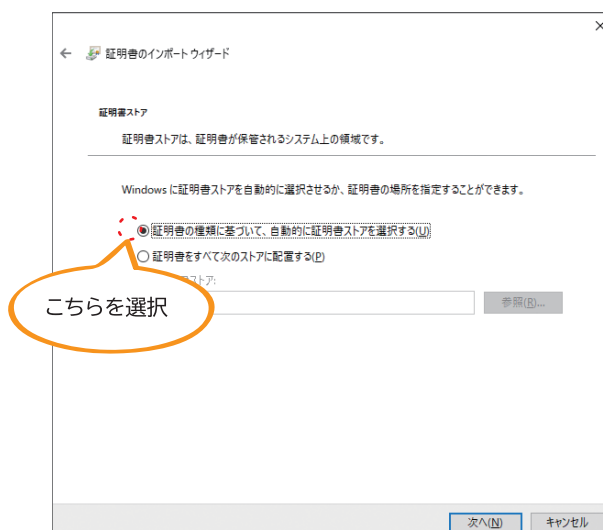 証明書のインポート ウィザード
証明書ストア
証明書ストアは、証明書が保管されるシステム上の領域です。
Windows に証明書ストアを自動的に選択させるか、証明書の場所を指定することができます。
証明書の種類に基づいて、自動的に証明書ストアを選択する(U)
証明書をすべて次のストアに配置する(P)
ストア:
こちらを選択
参照(R)...
次へ(N)
キャンセル